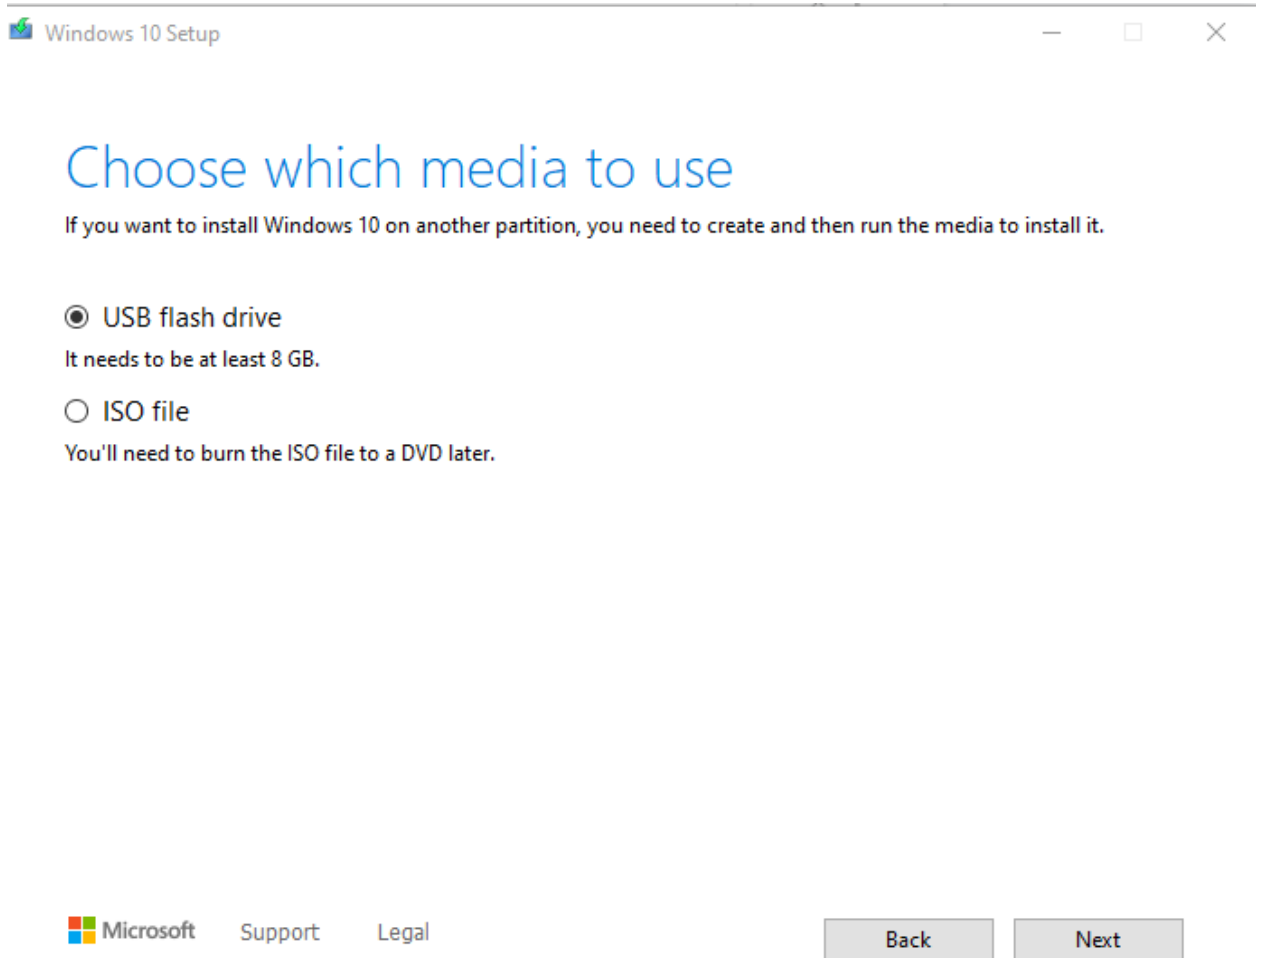 Windows 10 Setup
Choose which media to use
If you want to install Windows 10 on another partition, you need to create and then run the media to install it.
USB flash drive
It needs to be at least 8 GB.
ISO file
You'll need to burn the ISO file to a DVD later.
Microsoft Support Legal Back Next